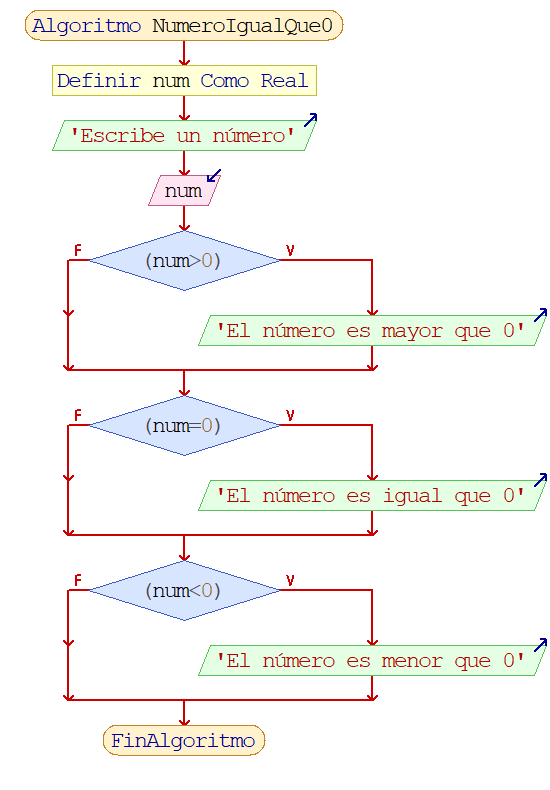 Algoritmo NumeroIgualQue0
Definir num Como Real
'Escribe un número'
num
F
V
(num>0)
'El número es mayor que 0'
F
V
(num=0)
'El número es igual que 0'
F
V
(num<0)
'El número es menor que 0'
FinAlgoritmo